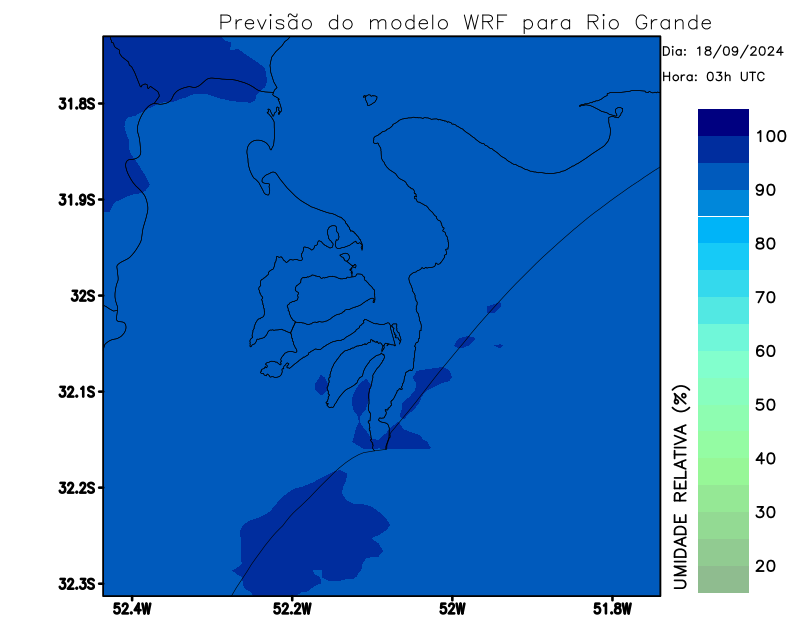 Previsão do modelo WRF para Rio Grande
Dia: 18/09/2024
Hora: 03h UTC
31.8S
31.9S
32S
32.1S
32.2S
32.3S
52.4W
52.2W
52W
51.8W
100
90
80
70
60
50
40
30
20
UMIDADE RELATIVA (%)